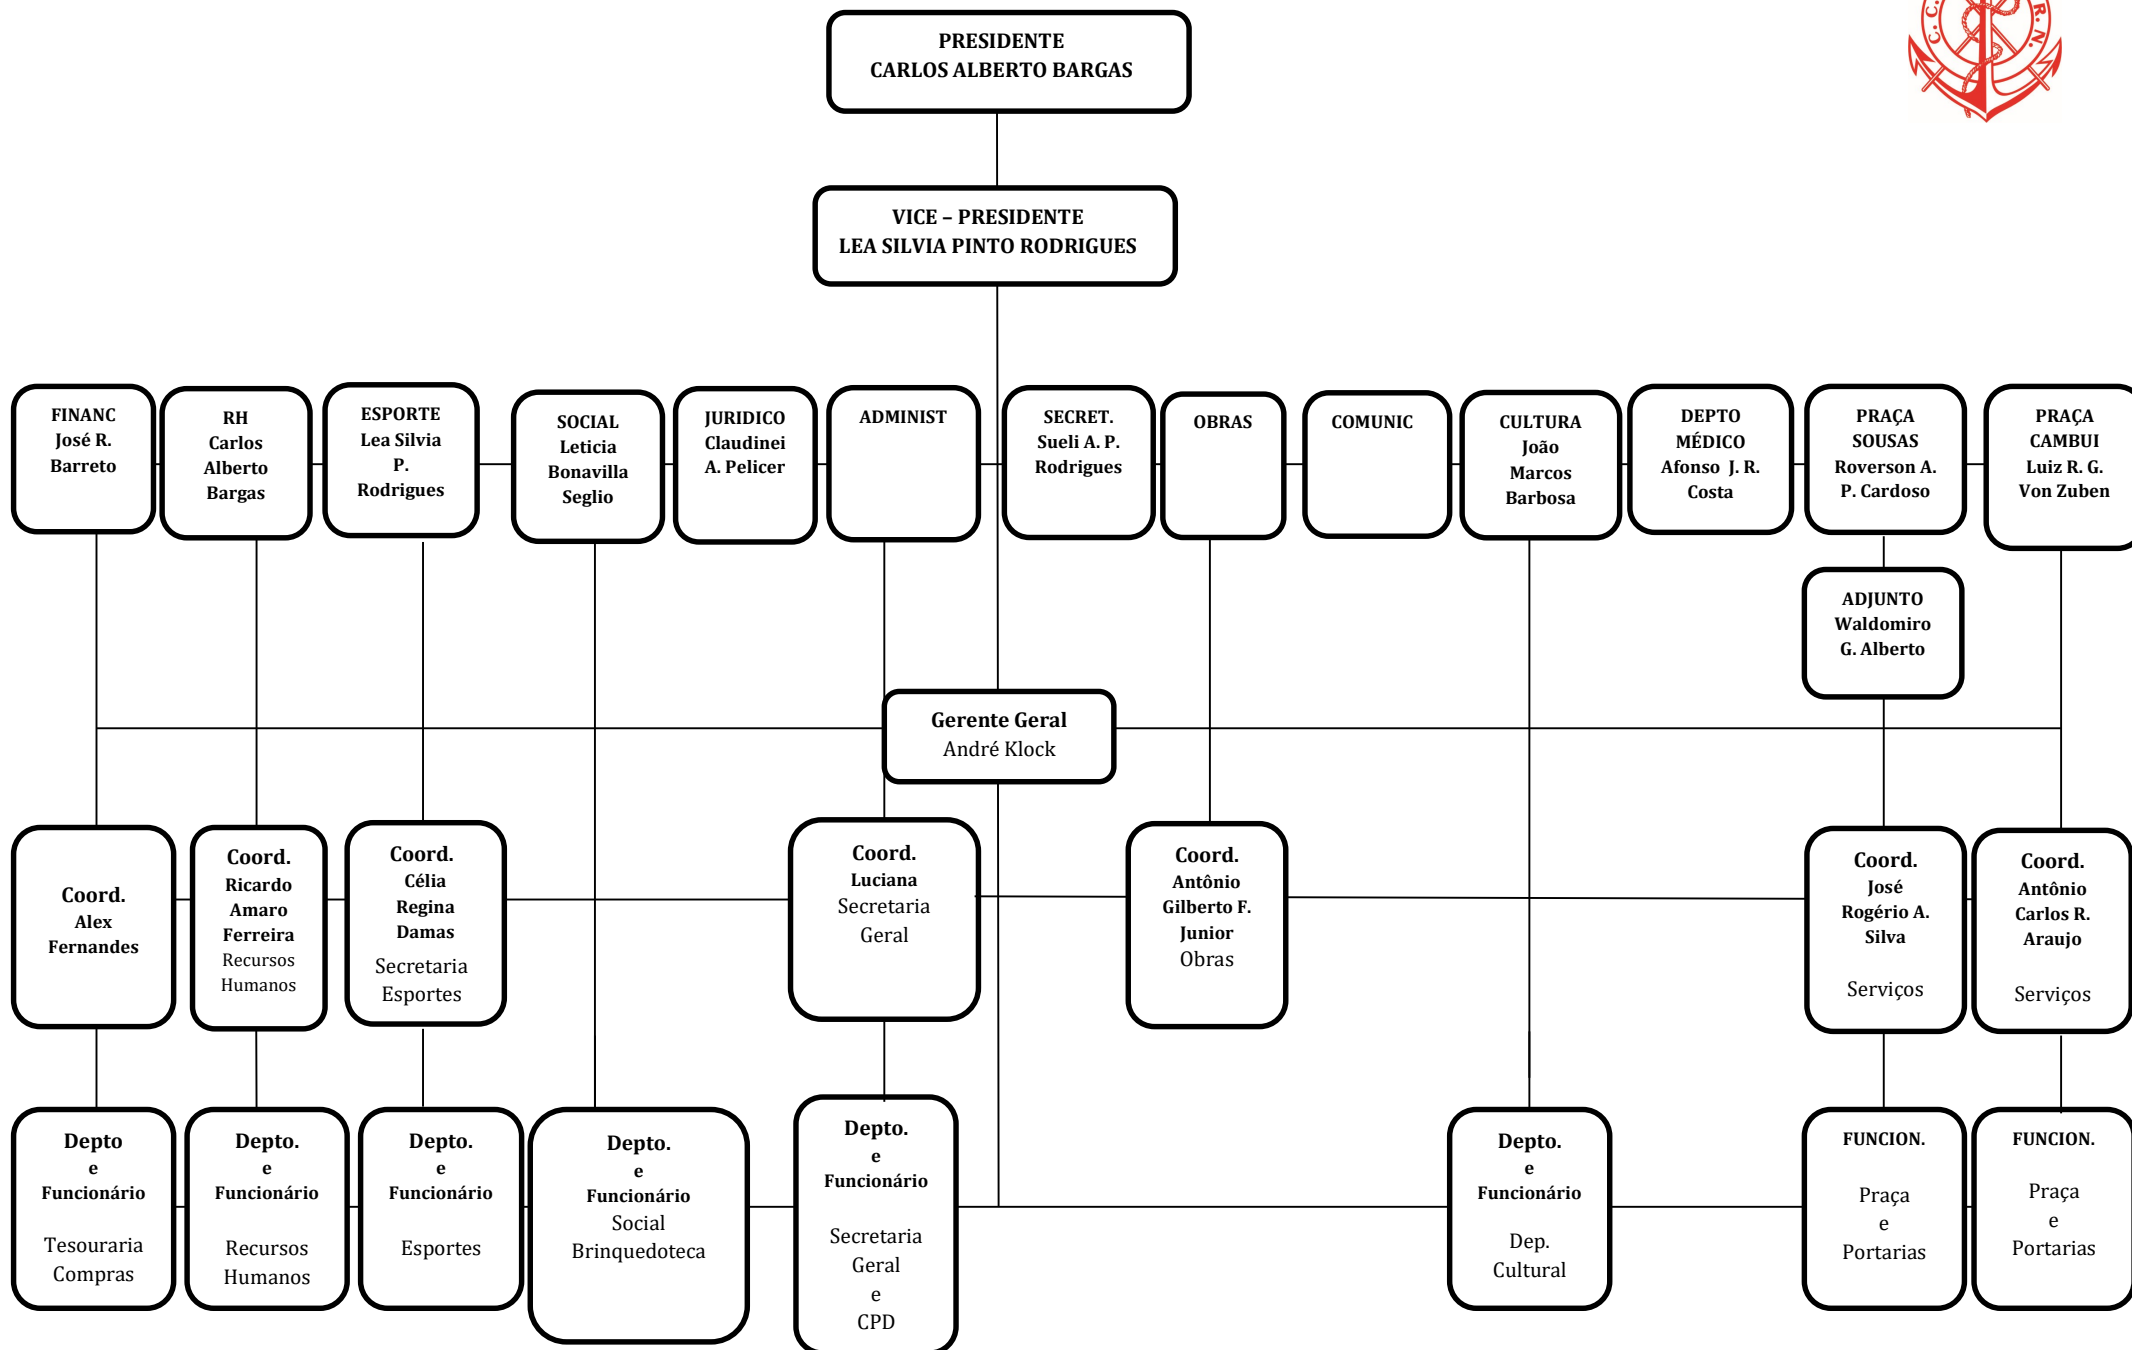 C. C.
R. N.
PRESIDENTE
CARLOS ALBERTO BARGAS
VICE – PRESIDENTE
LEA SILVIA PINTO RODRIGUES
FINANC
José R.
Barreto
RH
Carlos
Alberto
Bargas
ESPORTE
Lea Silvia
P.
Rodrigues
SOCIAL
Leticia
Bonavilla
Seglio
JURIDICO
Claudinei
A. Pelicer
ADMINIST
SECRET.
Sueli A. P.
Rodrigues
OBRAS
COMUNIC
CULTURA
João
Marcos
Barbosa
DEPTO
MÉDICO
Afonso J. R.
Costa
PRAÇA
SOUSAS
Roverson A.
P. Cardoso
PRAÇA
CAMBUI
Luiz R. G.
Von Zuben
ADJUNTO
Waldomiro
G. Alberto
Gerente Geral
André Klock
Coord.
Alex
Fernandes
Coord.
Ricardo
Amaro
Ferreira
Recursos
Humanos
Coord.
Célia
Regina
Damas
Secretaria
Esportes
Coord.
Luciana
Secretaria
Geral
Coord.
Antônio
Gilberto F.
Junior
Obras
Coord.
José
Rogério A.
Silva
Serviços
Coord.
Antônio
Carlos R.
Araujo
Serviços
Depto
e
Funcionário
Tesouraria
Compras
Depto.
e
Funcionário
Recursos
Humanos
Depto.
e
Funcionário
Esportes
Depto.
e
Funcionário
Social
Brinquedoteca
Depto.
e
Funcionário
Secretaria
Geral
e
CPD
Depto.
e
Funcionário
Dep.
Cultural
FUNCION.
Praça
e
Portarias
FUNCION.
Praça
e
Portarias